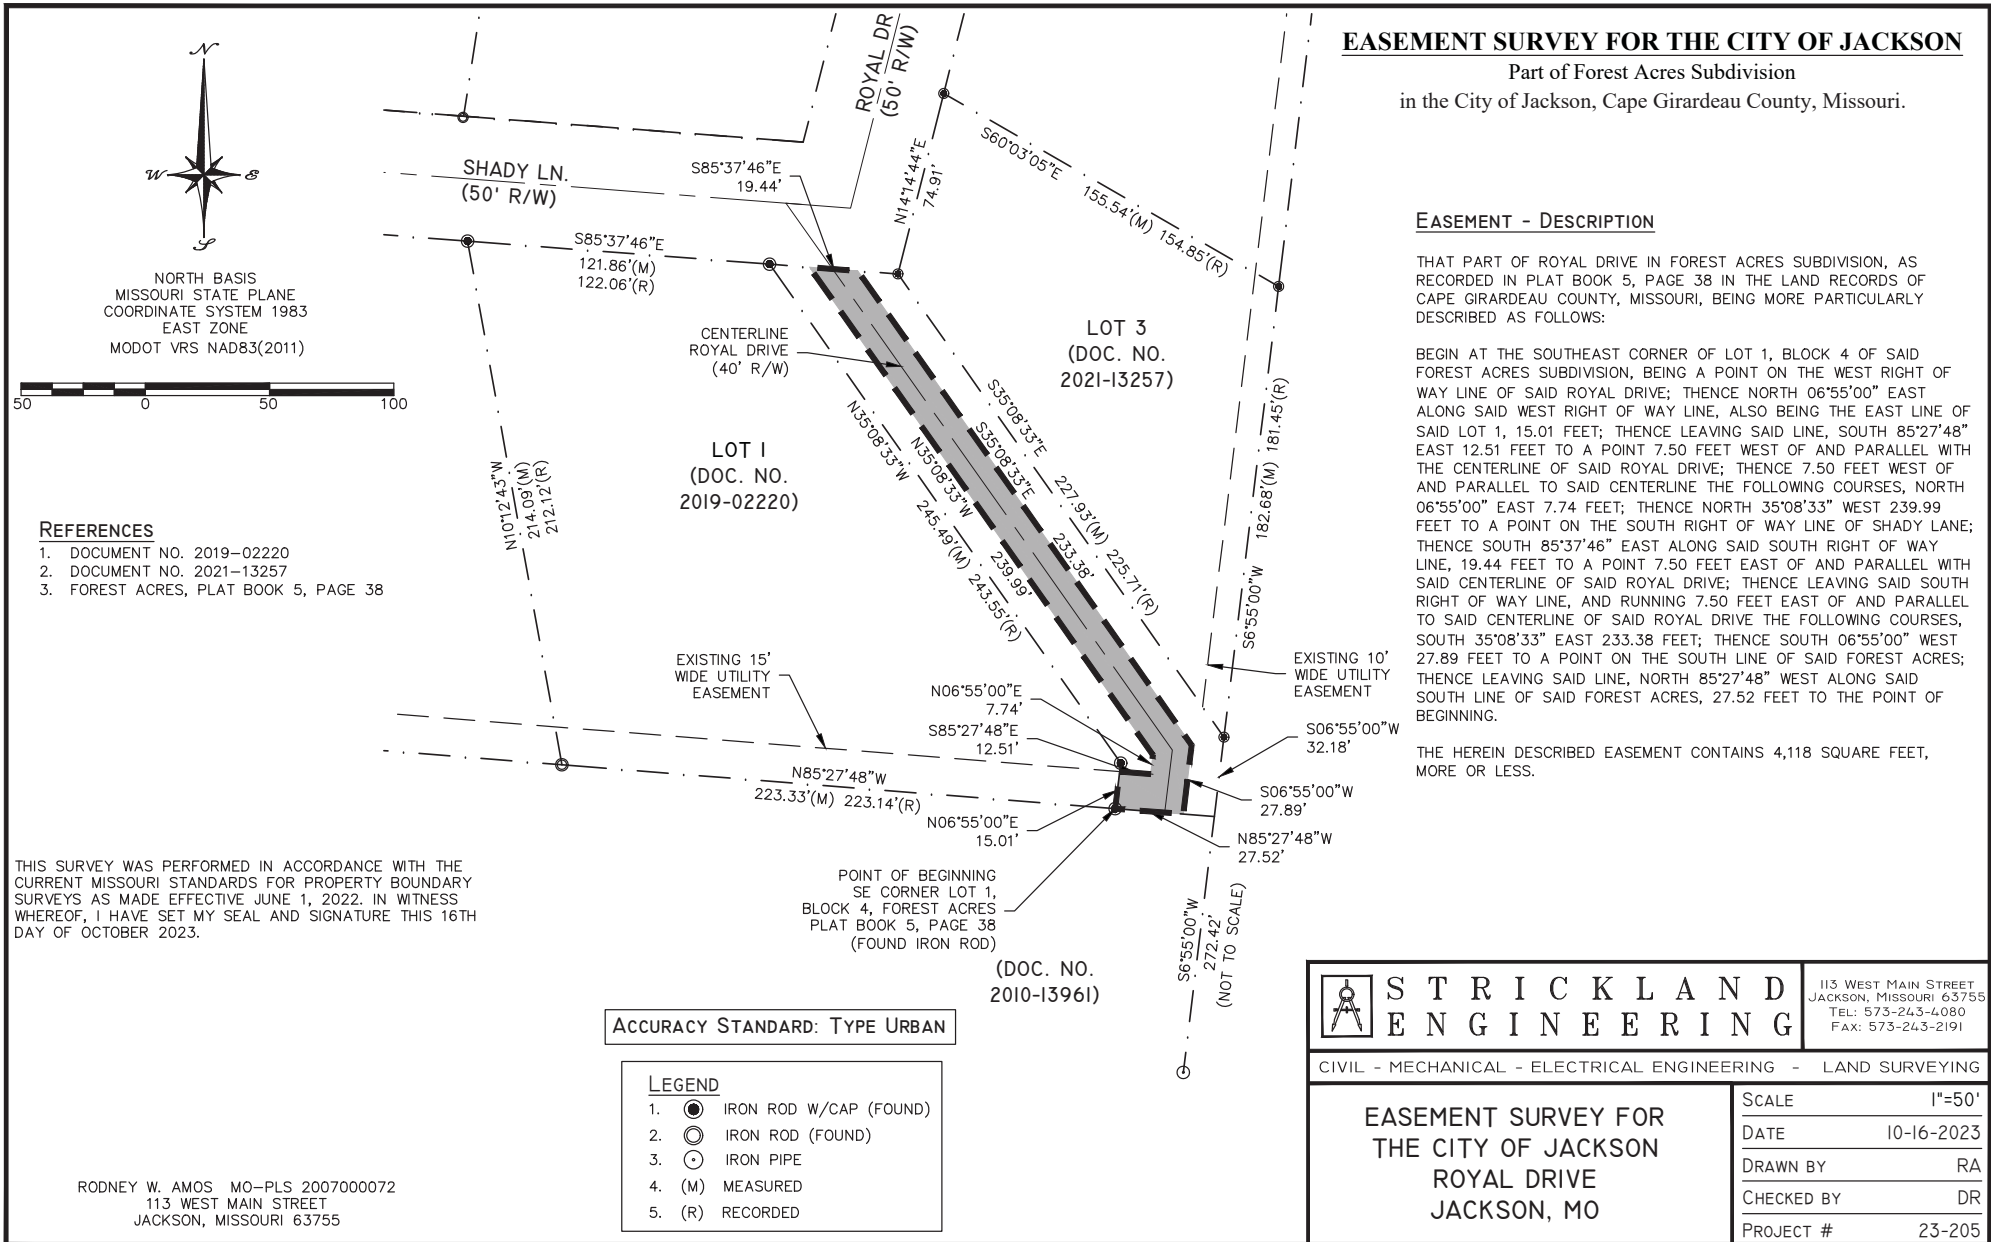 EASEMENT SURVEY FOR THE CITY OF JACKSON
Part of Forest Acres Subdivision
in the City of Jackson, Cape Girardeau County, Missouri.
N
W
E
S
NORTH BASIS
MISSOURI STATE PLANE
COORDINATE SYSTEM 1983
EAST ZONE
MODOT VRS NAD83(2011)
50 0 50 100
REFERENCES
1. DOCUMENT NO. 2019-02220
2. DOCUMENT NO. 2021-13257
3. FOREST ACRES, PLAT BOOK 5, PAGE 38
THIS SURVEY WAS PERFORMED IN ACCORDANCE WITH THE
CURRENT MISSOURI STANDARDS FOR PROPERTY BOUNDARY
SURVEYS AS MADE EFFECTIVE JUNE 1, 2022. IN WITNESS
WHEREOF, I HAVE SET MY SEAL AND SIGNATURE THIS 16TH
DAY OF OCTOBER 2023.
RODNEY W. AMOS MO-PLS 2007000072
113 WEST MAIN STREET
JACKSON, MISSOURI 63755
ROYAL DR
(50' R/W)
SHADY LN.
(50' R/W)
S85°37'46"E
19.44'
N14°14'44"E
74.91'
S60°03'05"E 155.54'(M) 154.85'(R)
S85°37'46"E
121.86'(M)
122.06'(R)
CENTERLINE
ROYAL DRIVE
(40' R/W)
LOT 3
(DOC. NO.
2021-13257)
LOT 1
(DOC. NO.
2019-02220)
N10°12'43"W
214.09'(M)
212.12'(R)
N35°08'33"W 245.49'(M) 243.55'(R)
N35°08'33"W 239.99'
S35°08'33"E 233.38'
S35°08'33"E 227.93'(M) 225.71'(R)
S6°55'00"W 182.68'(M) 181.45'(R)
EXISTING 15'
WIDE UTILITY
EASEMENT
EXISTING 10'
WIDE UTILITY
EASEMENT
N06°55'00"E
7.74'
S85°27'48"E
12.51'
S06°55'00"W
32.18'
N85°27'48"W
223.33'(M) 223.14'(R)
S06°55'00"W
27.89'
N06°55'00"E
15.01'
N85°27'48"W
27.52'
POINT OF BEGINNING
SE CORNER LOT 1,
BLOCK 4, FOREST ACRES
PLAT BOOK 5, PAGE 38
(FOUND IRON ROD)
(DOC. NO.
2010-13961)
S6°55'00"W
272.42'
(NOT TO SCALE)
ACCURACY STANDARD: TYPE URBAN
LEGEND
1. IRON ROD W/CAP (FOUND)
2. IRON ROD (FOUND)
3. IRON PIPE
4. (M) MEASURED
5. (R) RECORDED
EASEMENT - DESCRIPTION
THAT PART OF ROYAL DRIVE IN FOREST ACRES SUBDIVISION, AS
RECORDED IN PLAT BOOK 5, PAGE 38 IN THE LAND RECORDS OF
CAPE GIRARDEAU COUNTY, MISSOURI, BEING MORE PARTICULARLY
DESCRIBED AS FOLLOWS:
BEGIN AT THE SOUTHEAST CORNER OF LOT 1, BLOCK 4 OF SAID
FOREST ACRES SUBDIVISION, BEING A POINT ON THE WEST RIGHT OF
WAY LINE OF SAID ROYAL DRIVE; THENCE NORTH 06°55'00" EAST
ALONG SAID WEST RIGHT OF WAY LINE, ALSO BEING THE EAST LINE OF
SAID LOT 1, 15.01 FEET; THENCE LEAVING SAID LINE, SOUTH 85°27'48"
EAST 12.51 FEET TO A POINT 7.50 FEET WEST OF AND PARALLEL WITH
THE CENTERLINE OF SAID ROYAL DRIVE; THENCE 7.50 FEET WEST OF
AND PARALLEL TO SAID CENTERLINE THE FOLLOWING COURSES, NORTH
06°55'00" EAST 7.74 FEET; THENCE NORTH 35°08'33" WEST 239.99
FEET TO A POINT ON THE SOUTH RIGHT OF WAY LINE OF SHADY LANE;
THENCE SOUTH 85°37'46" EAST ALONG SAID SOUTH RIGHT OF WAY
LINE, 19.44 FEET TO A POINT 7.50 FEET EAST OF AND PARALLEL WITH
SAID CENTERLINE OF SAID ROYAL DRIVE; THENCE LEAVING SAID SOUTH
RIGHT OF WAY LINE, AND RUNNING 7.50 FEET EAST OF AND PARALLEL
TO SAID CENTERLINE OF SAID ROYAL DRIVE THE FOLLOWING COURSES,
SOUTH 35°08'33" EAST 233.38 FEET; THENCE SOUTH 06°55'00" WEST
27.89 FEET TO A POINT ON THE SOUTH LINE OF SAID FOREST ACRES;
THENCE LEAVING SAID LINE, NORTH 85°27'48" WEST ALONG SAID
SOUTH LINE OF SAID FOREST ACRES, 27.52 FEET TO THE POINT OF
BEGINNING.
THE HEREIN DESCRIBED EASEMENT CONTAINS 4,118 SQUARE FEET,
MORE OR LESS.
STRICKLAND
ENGINEERING
113 WEST MAIN STREET
JACKSON, MISSOURI 63755
TEL: 573-243-4080
FAX: 573-243-2191
CIVIL - MECHANICAL - ELECTRICAL ENGINEERING - LAND SURVEYING
EASEMENT SURVEY FOR
THE CITY OF JACKSON
ROYAL DRIVE
JACKSON, MO
SCALE 1"=50'
DATE 10-16-2023
DRAWN BY RA
CHECKED BY DR
PROJECT # 23-205